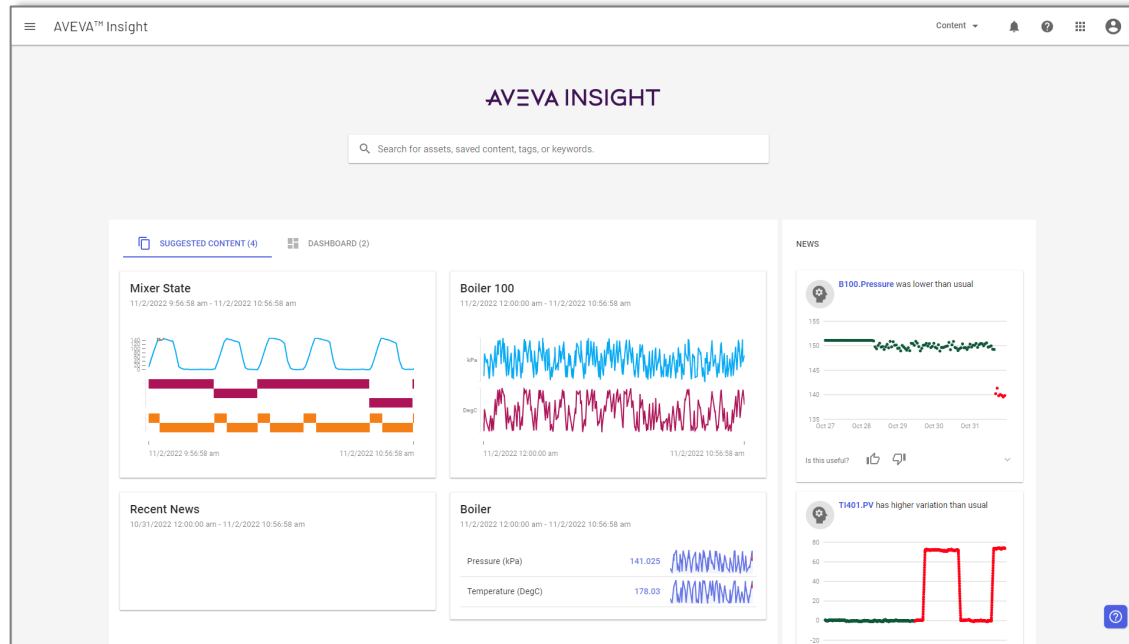 AVEVA™ Insight
Content
AVEVA INSIGHT
Search for assets, saved content, tags, or keywords.
SUGGESTED CONTENT (4)
DASHBOARD (2)
Mixer State
11/2/2022 9:56:58 am - 11/2/2022 10:56:58 am
140
120
100
80
60
40
20
0
11/2/2022 9:56:58 am
11/2/2022 10:56:58 am
Boiler 100
11/2/2022 12:00:00 am - 11/2/2022 10:56:58 am
kPa
DegC
11/2/2022 12:00:00 am
11/2/2022 10:56:58 am
Recent News
10/31/2022 12:00:00 am - 11/2/2022 10:56:58 am
Boiler
11/2/2022 12:00:00 am - 11/2/2022 10:56:58 am
Pressure (kPa) 141.025
Temperature (DegC) 178.03
NEWS
B100.Pressure was lower than usual
155
150
145
140
135
Oct 27 Oct 28 Oct 29 Oct 30 Oct 31
Is this useful?
TI401.PV has higher variation than usual
80
60
40
20
0
-20